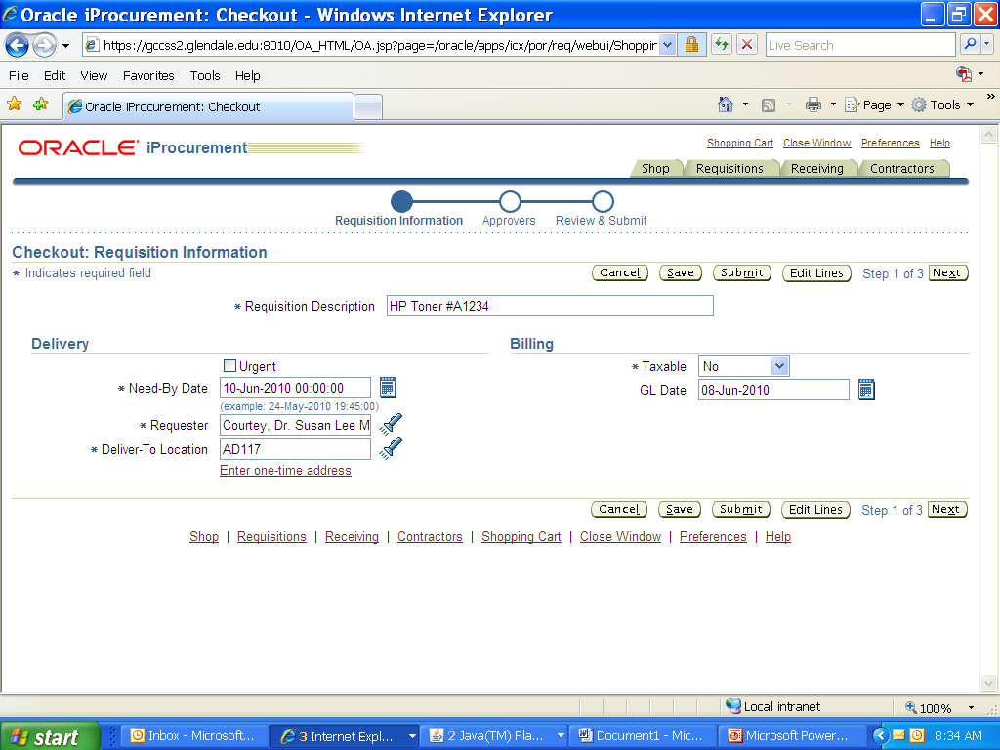 Oracle iProcurement: Checkout - Windows Internet Explorer
https://gccss2.glendale.edu:8010/OA_HTML/OA.jsp?page=/oracle/apps/icx/por/req/webui/Shoppir
Live Search
File Edit View Favorites Tools Help
Oracle iProcurement: Checkout
Page Tools
ORACLE iProcurement
Shopping Cart Close Window Preferences Help
Shop Requisitions Receiving Contractors
Requisition Information Approvers Review & Submit
Checkout: Requisition Information
* Indicates required field
Cancel Save Submit Edit Lines Step 1 of 3 Next
* Requisition Description HP Toner #A1234
Delivery Billing
Urgent * Taxable No
* Need-By Date 10-Jun-2010 00:00:00 GL Date 08-Jun-2010
(example: 24-May-2010 19:45:00)
* Requester Courtey, Dr. Susan Lee M
* Deliver-To Location AD117
Enter one-time address
Cancel Save Submit Edit Lines Step 1 of 3 Next
Shop | Requisitions | Receiving | Contractors | Shopping Cart | Close Window | Preferences | Help
Local intranet 100%
start Inbox - Microsoft... 3 Internet Expl... 2 Java(TM) Pla... Document1 - Mic... Microsoft Power... 8:34 AM